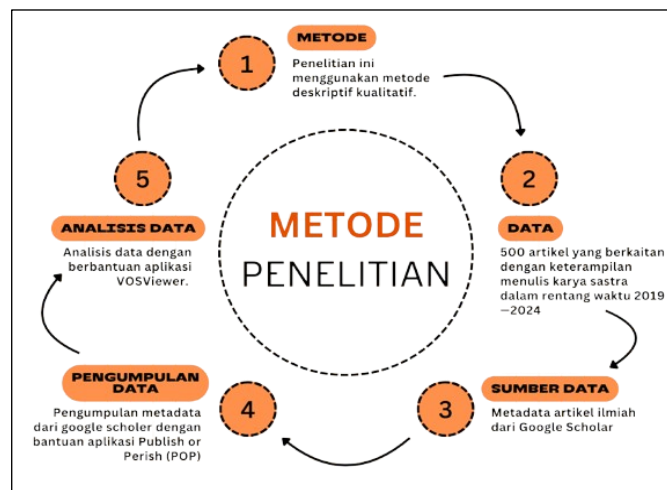 1
METODE
Penelitian ini
menggunakan metode
deskriptif kualitatif.
2
DATA
500 artikel yang berkaitan
dengan keterampilan
menulis karya sastra
dalam rentang waktu 2019
–2024
3
SUMBER DATA
Metadata artikel ilmiah
dari Google Scholar
4
PENGUMPULAN
DATA
Pengumpulan metadata
dari google scholer dengan
bantuan aplikasi Publish or
Perish (POP)
5
ANALISIS DATA
Analisis data dengan
berbantuan aplikasi
VOSViewer.
METODE
PENELITIAN